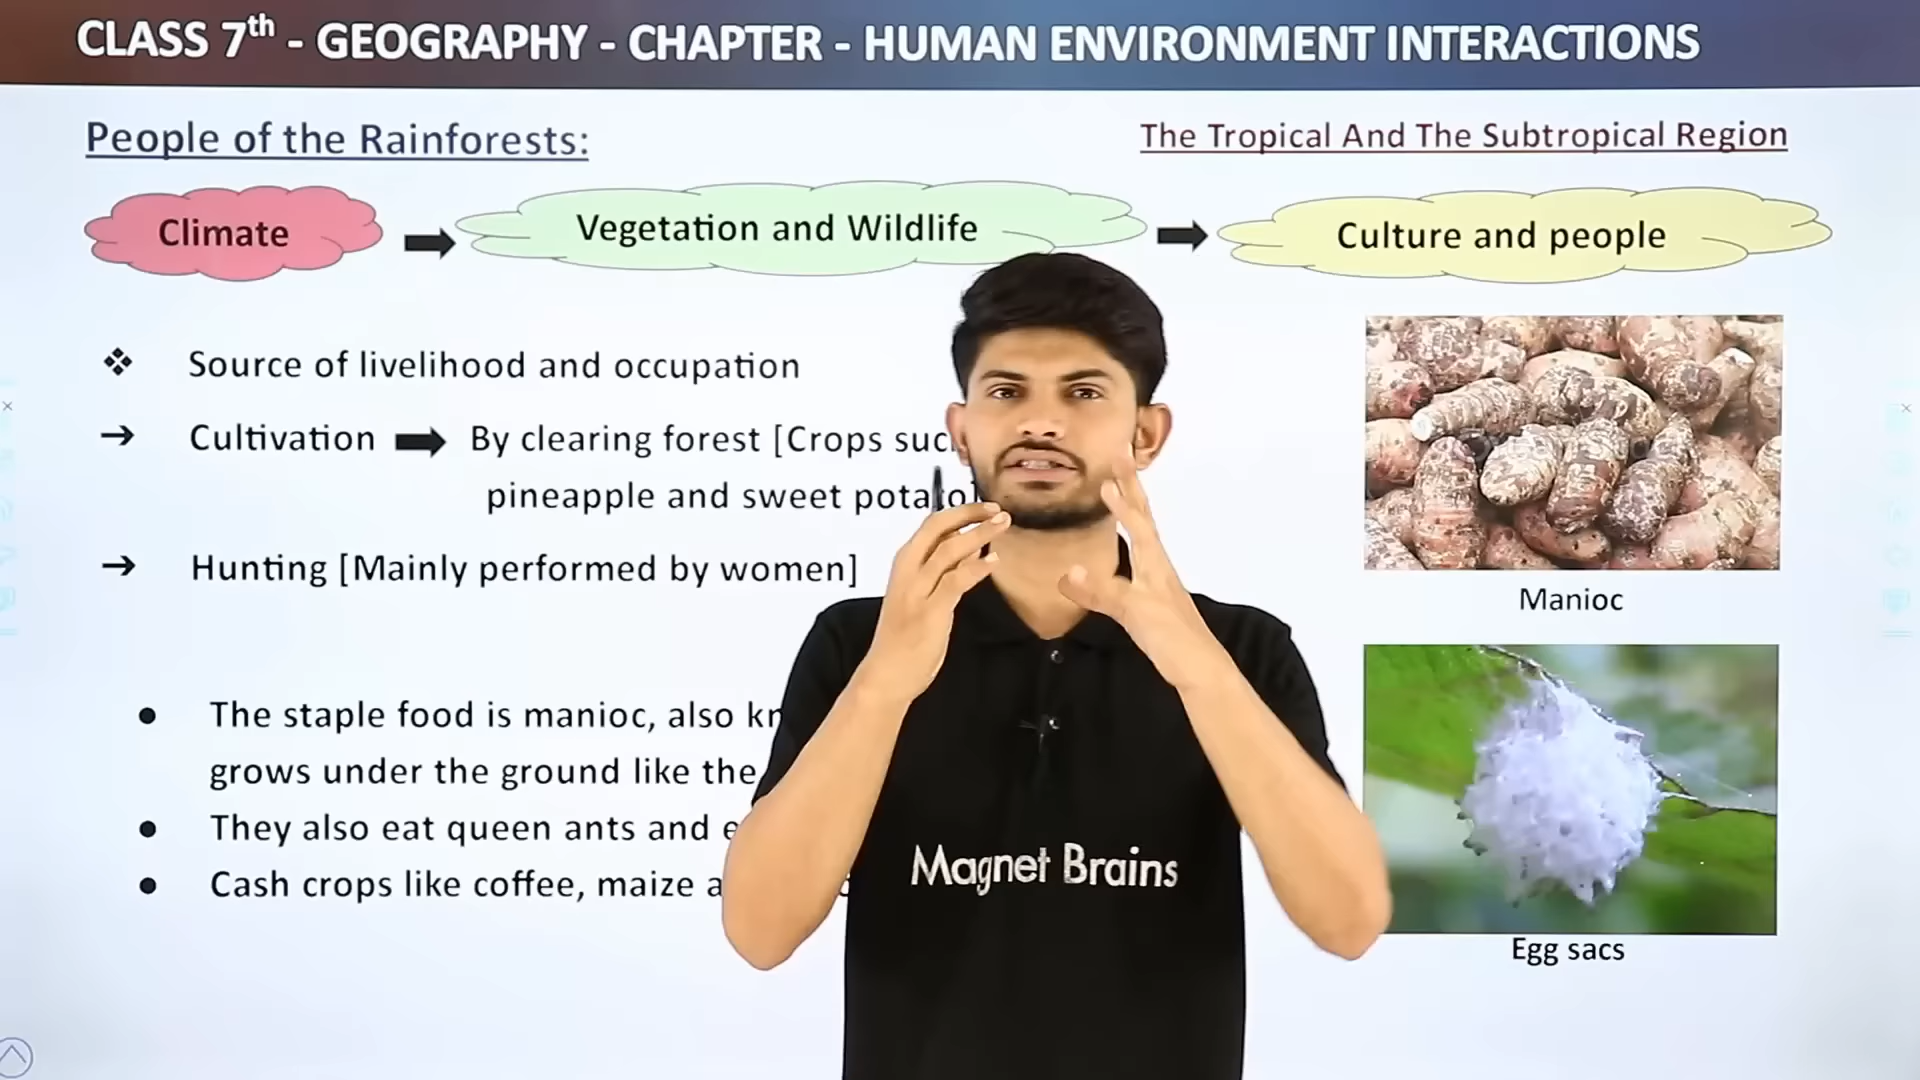 CLASS 7th - GEOGRAPHY - CHAPTER - HUMAN ENVIRONMENT INTERACTIONS
People of the Rainforests:
The Tropical And The Subtropical Region
Climate
Vegetation and Wildlife
Culture and people
Source of livelihood and occupation
Cultivation
By clearing forest [Crops
pineapple and sweet
Hunting [Mainly performed by women]
The staple food is manioc, also
grows under the ground like the
They also eat queen ants and
Cash crops like coffee, maize
Manioc
Egg sacs
Magnet Brains